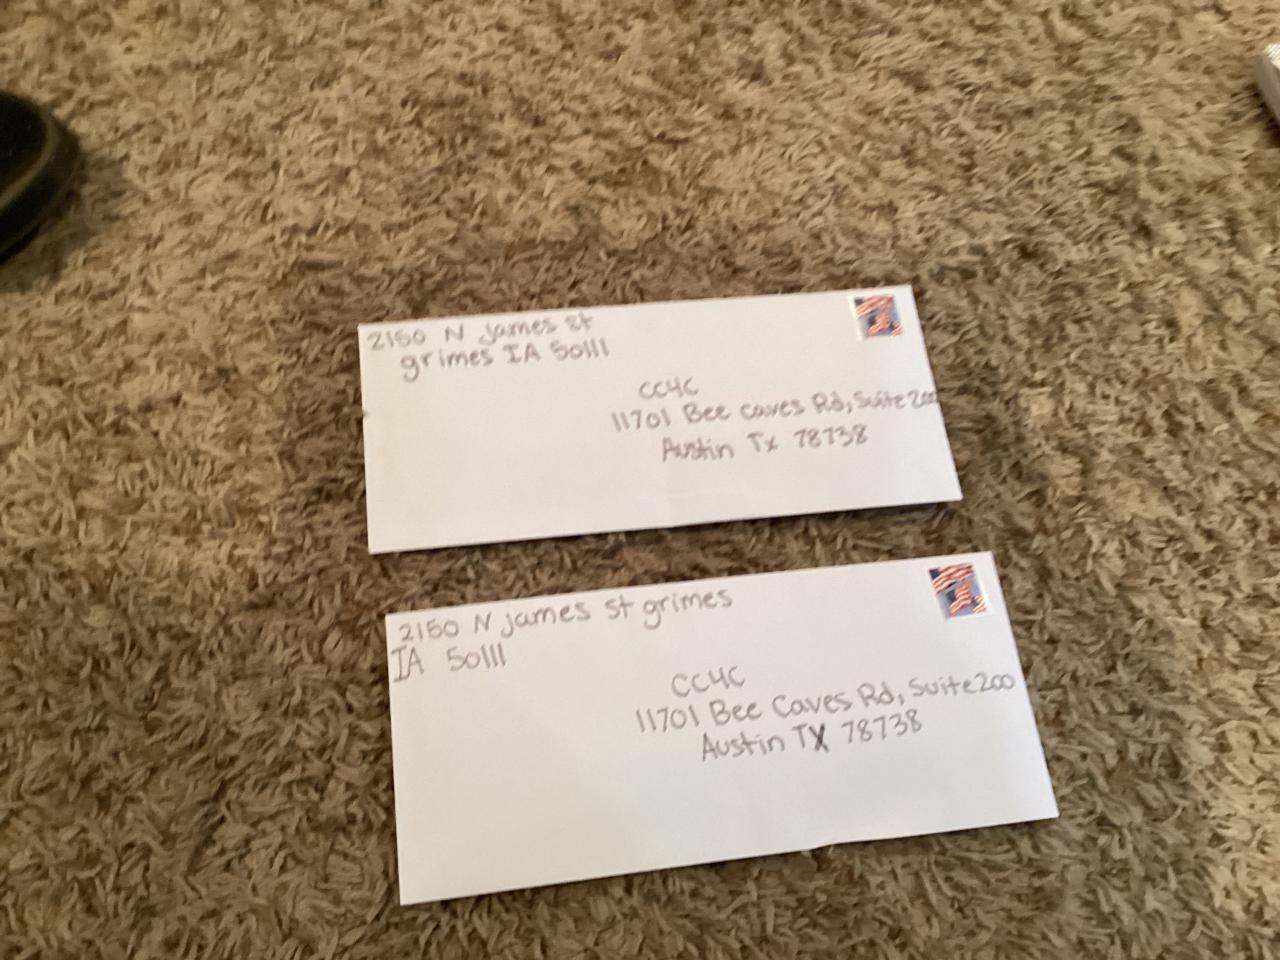 2150 N James St
grimes IA 50111
CC4C
11701 Bee caves Rd, Suite 200
Austin Tx 78738
2150 N James St grimes
IA 50111
CC4C
11701 Bee Caves Rd, Suite 200
Austin TX 78738